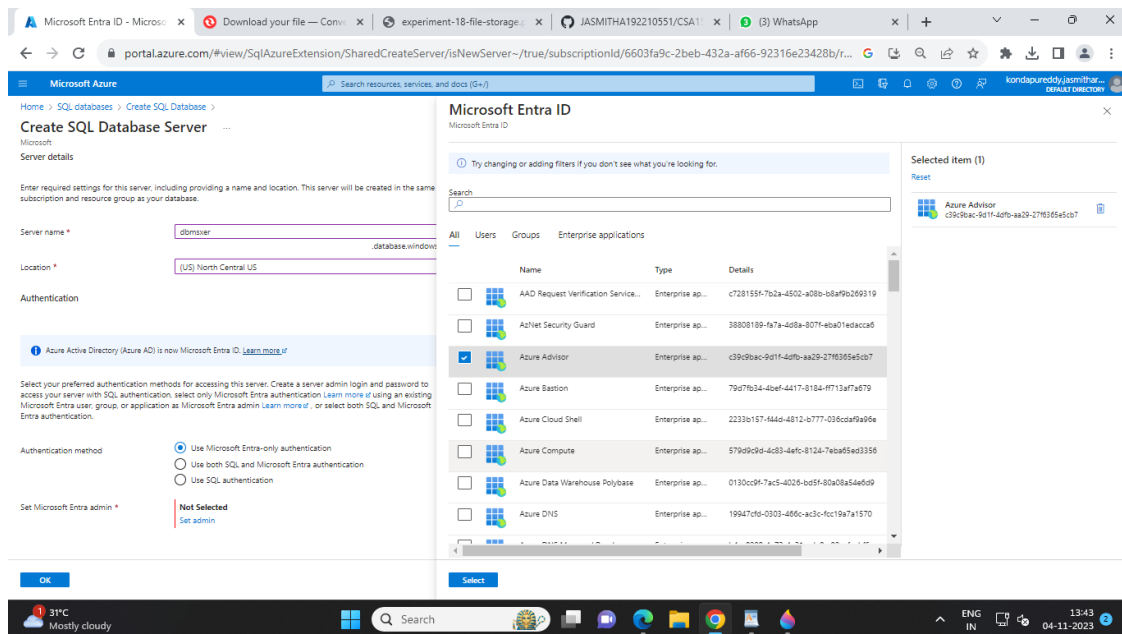 Microsoft Entra ID - Microso
Download your file — Conve
experiment-18-file-storage.p
JASMITHA192210551/CSA1
(3) WhatsApp
portal.azure.com/#view/SqlAzureExtension/SharedCreateServer/isNewServer~/true/subscriptionId/6603fa9c-2beb-432a-af66-92316e23428b/r...
Microsoft Azure
Search resources, services, and docs (G+/)
kondapureddy.jasmithar...
DEFAULT DIRECTORY
Home > SQL databases > Create SQL Database >
Create SQL Database Server ...
Microsoft
Server details
Enter required settings for this server, including providing a name and location. This server will be created in the same
subscription and resource group as your database.
Server name *
dbmsxer
.database.windows
Location *
(US) North Central US
Authentication
Azure Active Directory (Azure AD) is now Microsoft Entra ID. Learn more
Select your preferred authentication methods for accessing this server. Create a server admin login and password to
access your server with SQL authentication, select only Microsoft Entra authentication Learn more using an existing
Microsoft Entra user, group, or application as Microsoft Entra admin Learn more , or select both SQL and Microsoft
Entra authentication.
Authentication method
Use Microsoft Entra-only authentication
Use both SQL and Microsoft Entra authentication
Use SQL authentication
Set Microsoft Entra admin *
Not Selected
Set admin
OK
Microsoft Entra ID
Microsoft Entra ID
Try changing or adding filters if you don't see what you're looking for.
Search
All Users Groups Enterprise applications
Name Type Details
AAD Request Verification Service... Enterprise ap... c728155f-7b2a-4502-a08b-b8af9b269319
AzNet Security Guard Enterprise ap... 38808189-fa7a-4d8a-807f-eba01edacca6
Azure Advisor Enterprise ap... c39c9bac-9d1f-4dfb-aa29-27f6365e5cb7
Azure Bastion Enterprise ap... 79d7fb34-4bef-4417-8184-ff713af7a679
Azure Cloud Shell Enterprise ap... 2233b157-f44d-4812-b777-036cdaf9a96e
Azure Compute Enterprise ap... 579d9c9d-4c83-4efc-8124-7eba65ed3356
Azure Data Warehouse Polybase Enterprise ap... 0130cc9f-7ac5-4026-bd5f-80a08a54e6d9
Azure DNS Enterprise ap... 19947cfd-0303-466c-ac3c-fcc19a7a1570
Select
Selected item (1)
Reset
Azure Advisor
c39c9bac-9d1f-4dfb-aa29-27f6365e5cb7
1
31°C
Mostly cloudy
Search
ENG
IN
13:43
04-11-2023
2